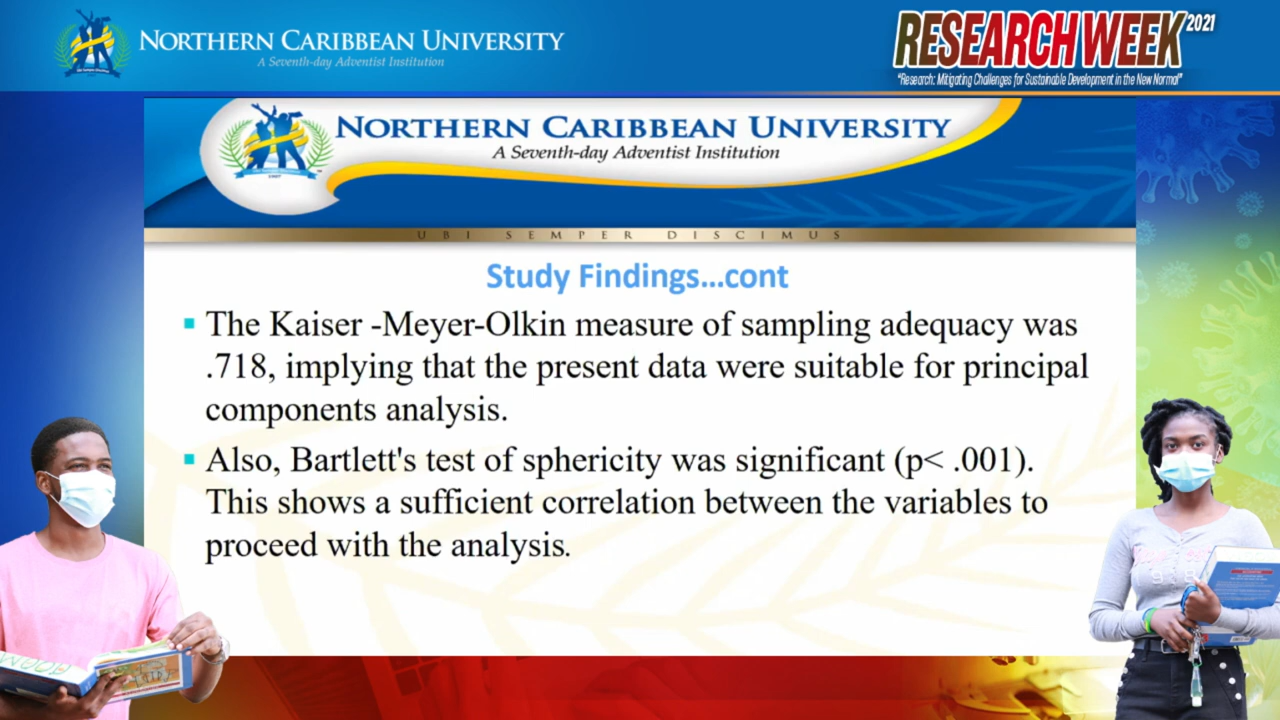 NORTHERN CARIBBEAN UNIVERSITY
A Seventh-day Adventist Institution
RESEARCH WEEK 2021
"Research: Mitigating Challenges for Sustainable Development in the New Normal"
NORTHERN CARIBBEAN UNIVERSITY
A Seventh-day Adventist Institution
UBI SEMPER DISCIMUS
Study Findings...cont
The Kaiser -Meyer-Olkin measure of sampling adequacy was
.718, implying that the present data were suitable for principal
components analysis.
Also, Bartlett's test of sphericity was significant (p< .001).
This shows a sufficient correlation between the variables to
proceed with the analysis.